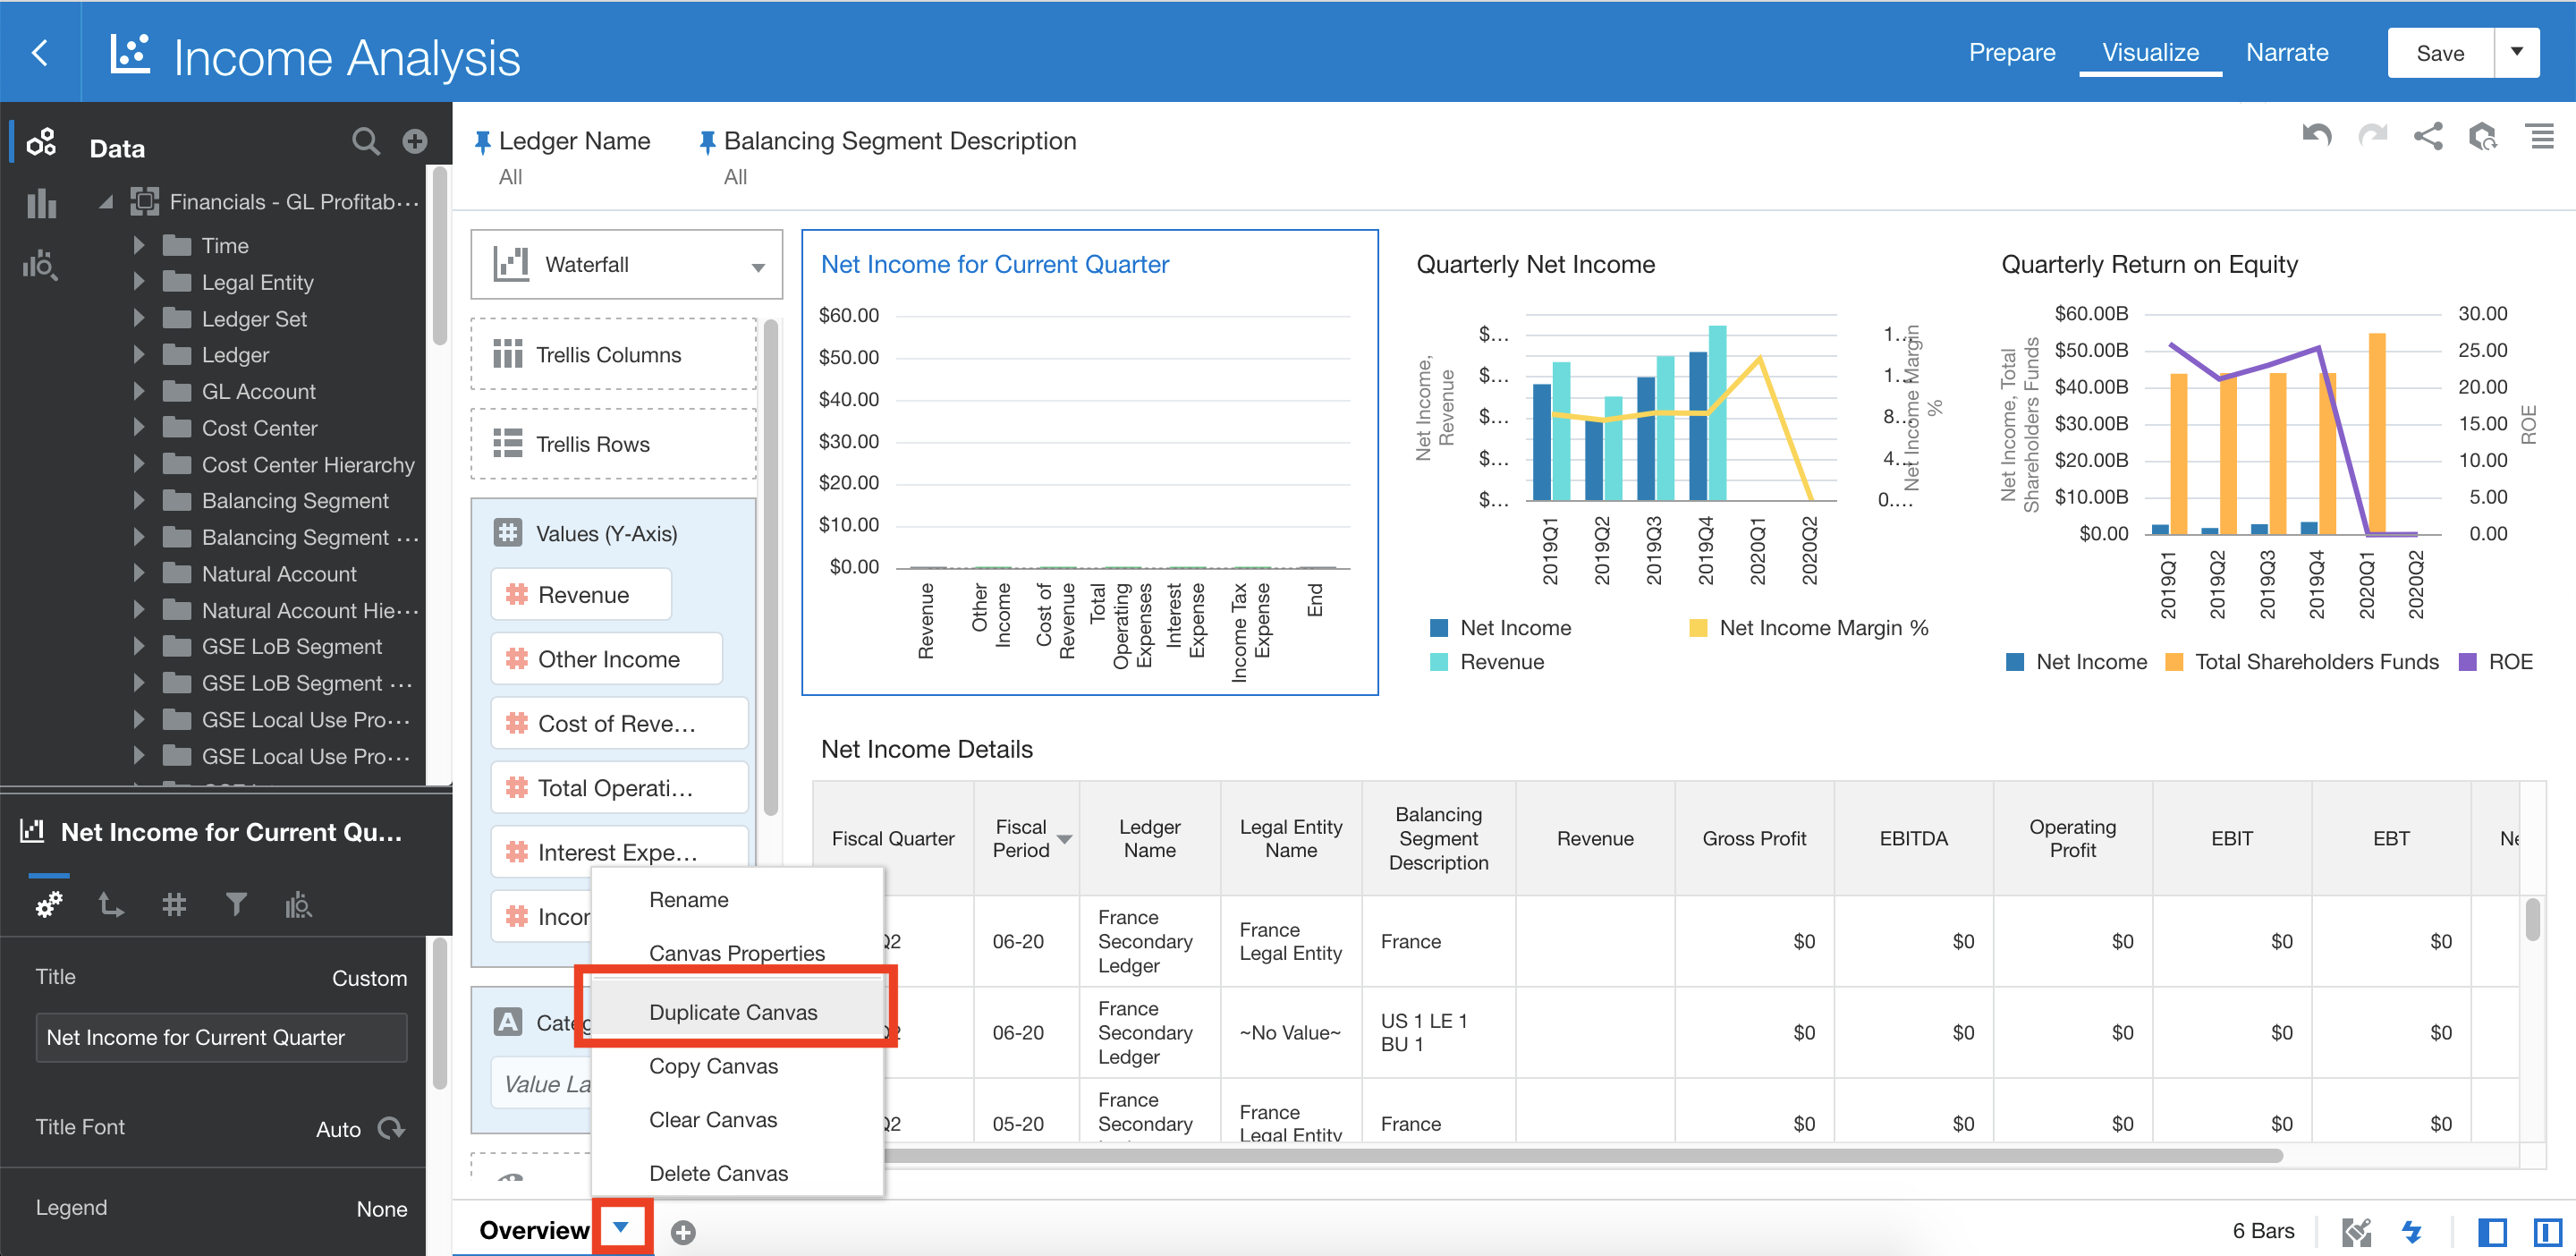 Income Analysis
Prepare
Visualize
Narrate
Save
Data
Financials - GL Profitab...
Time
Legal Entity
Ledger Set
Ledger
GL Account
Cost Center
Cost Center Hierarchy
Balancing Segment
Balancing Segment ...
Natural Account
Natural Account Hie...
GSE LoB Segment
GSE LoB Segment ...
GSE Local Use Pro...
GSE Local Use Pro...
Net Income for Current Qu...
Title
Custom
Net Income for Current Quarter
Title Font
Auto
Legend
None
Ledger Name
All
Balancing Segment Description
All
Waterfall
Trellis Columns
Trellis Rows
Values (Y-Axis)
Revenue
Other Income
Cost of Reve...
Total Operati...
Interest Expe...
Rename
Canvas Properties
Duplicate Canvas
Copy Canvas
Clear Canvas
Delete Canvas
Net Income for Current Quarter
$60.00
$50.00
$40.00
$30.00
$20.00
$10.00
$0.00
Revenue
Other
Income
Cost of
Revenue
Total
Operating
Expenses
Interest
Expense
Income Tax
Expense
End
Quarterly Net Income
Net Income,
Revenue
$...
$...
$...
$...
$...
1...
1...
8...
4...
0....
Net Income Margin
%
2019Q1
2019Q2
2019Q3
2019Q4
2020Q1
2020Q2
Net Income
Net Income Margin %
Revenue
Quarterly Return on Equity
Net Income, Total
Shareholders Funds
$60.00B
$50.00B
$40.00B
$30.00B
$20.00B
$10.00B
$0.00
30.00
25.00
20.00
15.00
10.00
5.00
0.00
ROE
2019Q1
2019Q2
2019Q3
2019Q4
2020Q1
2020Q2
Net Income
Total Shareholders Funds
ROE
Net Income Details
Fiscal Quarter
Fiscal
Period
Ledger
Name
Legal Entity
Name
Balancing
Segment
Description
Revenue
Gross Profit
EBITDA
Operating
Profit
EBIT
EBT
06-20
France
Secondary
Ledger
France
Legal Entity
France
$0
$0
$0
$0
$0
06-20
France
Secondary
Ledger
~No Value~
US 1 LE 1
BU 1
$0
$0
$0
$0
$0
05-20
France
Secondary
France
Legal Entity
France
$0
$0
$0
$0
$0
Overview
6 Bars